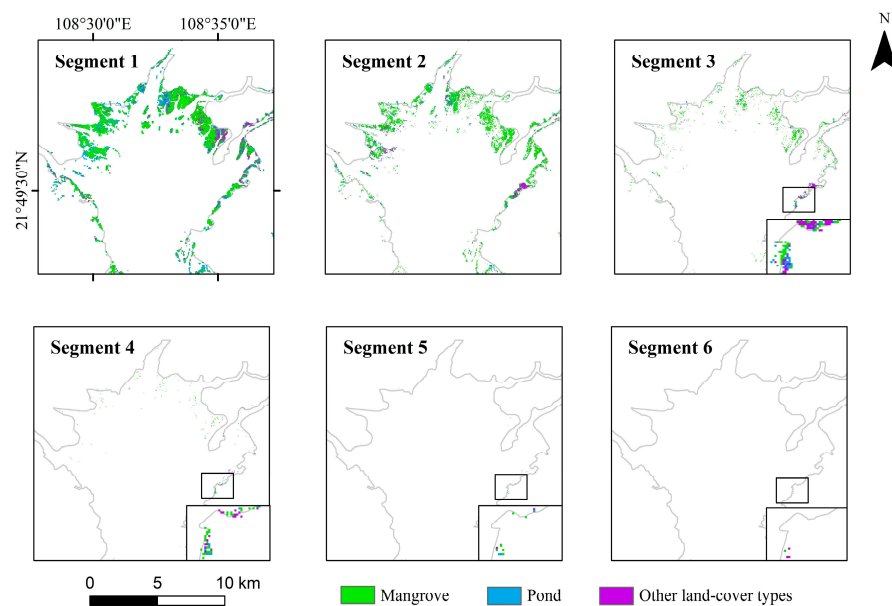 108°30'0"E 108°35'0"E
N
Segment 1 Segment 2 Segment 3
21°49'30"N
Segment 4 Segment 5 Segment 6
0 5 10 km
Mangrove Pond Other land-cover types